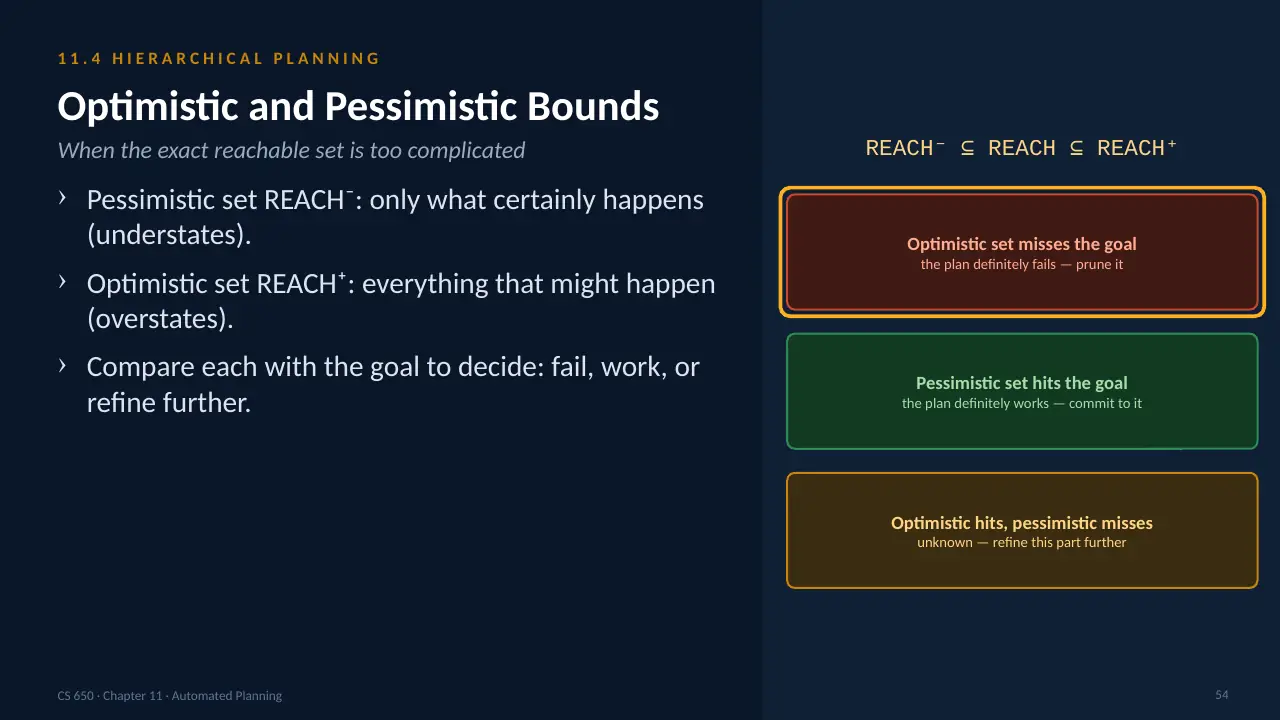 11.4 HIERARCHICAL PLANNING
Optimistic and Pessimistic Bounds
When the exact reachable set is too complicated
› Pessimistic set REACH⁻: only what certainly happens
(understates).
› Optimistic set REACH⁺: everything that might happen
(overstates).
› Compare each with the goal to decide: fail, work, or
refine further.
REACH⁻ ⊆ REACH ⊆ REACH⁺
Optimistic set misses the goal
the plan definitely fails — prune it
Pessimistic set hits the goal
the plan definitely works — commit to it
Optimistic hits, pessimistic misses
unknown — refine this part further
CS 650 · Chapter 11 · Automated Planning
54